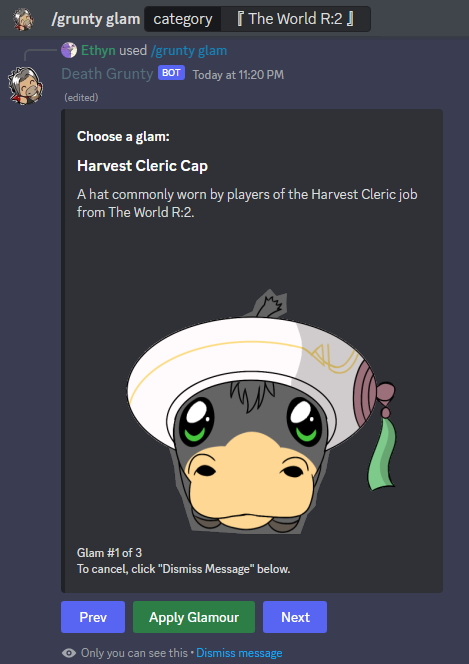 /grunty glam category 『 The World R:2 』
Ethyn used /grunty glam
Death Grunty BOT Today at 11:20 PM
(edited)
Choose a glam:
Harvest Cleric Cap
A hat commonly worn by players of the Harvest Cleric job
from The World R:2.
Glam #1 of 3
To cancel, click "Dismiss Message" below.
Prev Apply Glamour Next
Only you can see this • Dismiss message